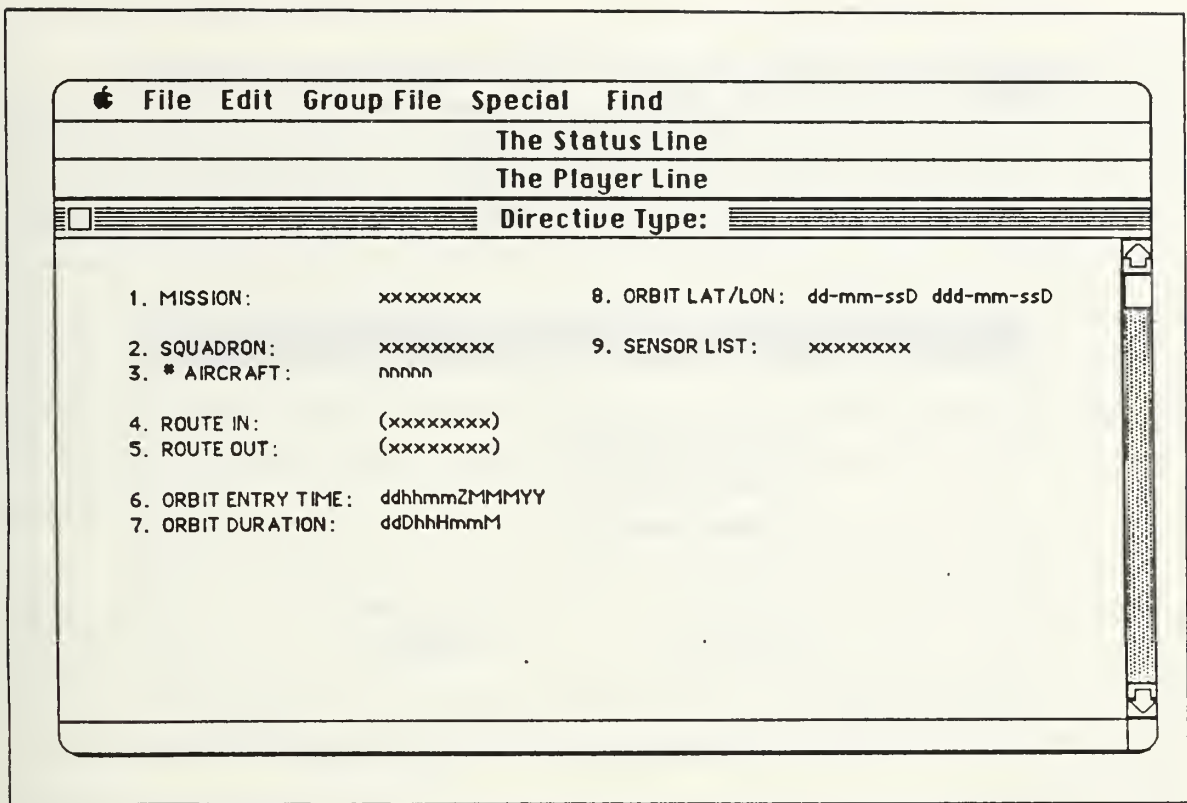 File Edit Group File Special Find
The Status Line
The Player Line
Directive Type:
1. MISSION: xxxxxxxx
2. SQUADRON: xxxxxxxxx
3. # AIRCRAFT: nnnnn
4. ROUTE IN: (xxxxxxxx)
5. ROUTE OUT: (xxxxxxxx)
6. ORBIT ENTRY TIME: ddhhmmZMMMYY
7. ORBIT DURATION: ddDhhHmmM
8. ORBIT LAT/LON: dd-mm-ssD ddd-mm-ssD
9. SENSOR LIST: xxxxxxxx